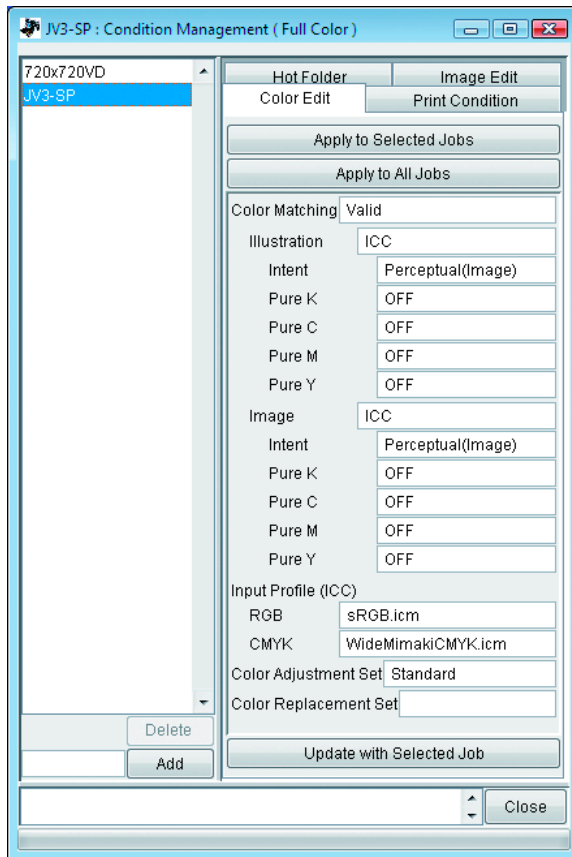 JV3-SP : Condition Management ( Full Color )
720x720VD
JV3-SP
Delete
Add
Hot Folder
Image Edit
Color Edit
Print Condition
Apply to Selected Jobs
Apply to All Jobs
Color Matching Valid
Illustration ICC
Intent Perceptual(Image)
Pure K OFF
Pure C OFF
Pure M OFF
Pure Y OFF
Image ICC
Intent Perceptual(Image)
Pure K OFF
Pure C OFF
Pure M OFF
Pure Y OFF
Input Profile (ICC)
RGB sRGB.icm
CMYK WideMimakiCMYK.icm
Color Adjustment Set Standard
Color Replacement Set
Update with Selected Job
Close